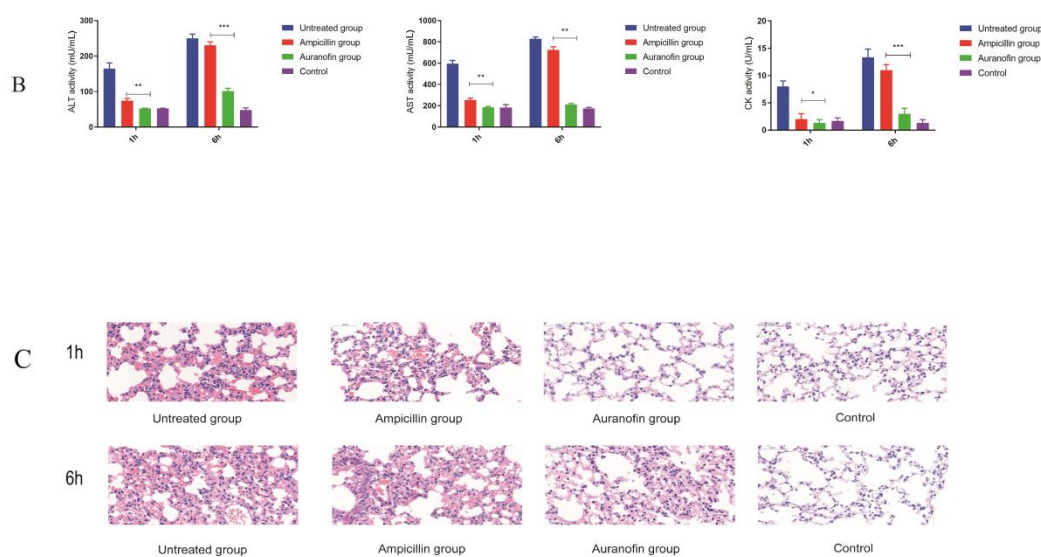 B
ALT activity (mU/mL)
300
200
100
0
**
***
1h
6h
Untreated group
Ampicillin group
Auranofin group
Control
AST activity (mU/mL)
1000
800
600
400
200
0
**
**
1h
6h
Untreated group
Ampicillin group
Auranofin group
Control
CK activity (U/mL)
20
15
10
5
0
*
***
1h
6h
Untreated group
Ampicillin group
Auranofin group
Control
C
1h
Untreated group
Ampicillin group
Auranofin group
Control
6h
Untreated group
Ampicillin group
Auranofin group
Control